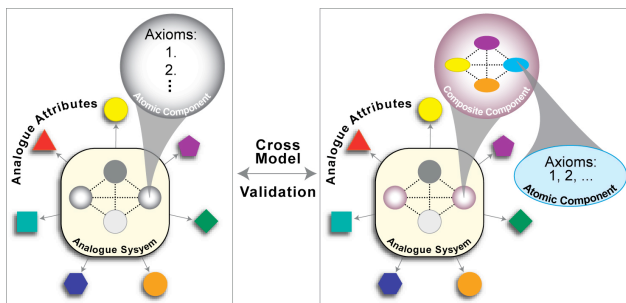 Axioms:
1.
2.
Atomic Component
Analogue Attributes
Analogue Sysyem
Cross
Model
Validation
Composite Component
Axioms:
1, 2, ...
Atomic Component
Analogue Attributes
Analogue Sysyem